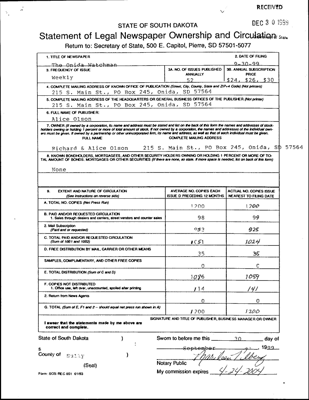 RECEIVED
DEC 30 1999
STATE OF SOUTH DAKOTA
Statement of Legal Newspaper Ownership and Circulation
Return to: Secretary of State, 500 E. Capitol, Pierre, SD 57501-5077
1. TITLE OF NEWSPAPER
2. DATE OF FILING
The Onida Watchman
9-30-99
3. FREQUENCY OF ISSUE
3A. NO. OF ISSUES PUBLISHED ANNUALLY
3B. ANNUAL SUBSCRIPTION PRICE
Weekly
52
$24, $26, $30
4. COMPLETE MAILING ADDRESS OF KNOWN OFFICE OF PUBLICATION (Street, City, County, State and ZIP+4 Code) (Not printers)
215 S. Main St., PO Box 245, Onida, SD 57564
5. COMPLETE MAILING ADDRESS OF THE HEADQUARTERS OR GENERAL BUSINESS OFFICES OF THE PUBLISHER (Not printer)
215 S. Main St., PO Box 245, Onida, SD 57564
6. FULL NAME OF PUBLISHER
Alice Olson
7. OWNER (If owned by a corporation, its name and address must be stated and list on the back of this form the names and addresses of stockholders owning or holding 1 percent or more of total amount of stock. If not owned by a corporation, the names and addresses of the individual owners must be given. If owned by a partnership or other unincorporated firm, its name and address, as well as that of each individual must be given.
FULL NAME
COMPLETE MAILING ADDRESS
Richard & Alice Olson 215 S. Main St., PO Box 245, Onida, SD 57564
8. KNOWN BONDHOLDERS, MORTGAGEES, AND OTHER SECURITY HOLDERS OWNING OR HOLDING 1 PERCENT OR MORE OF TOTAL AMOUNT OF BONDS, MORTGAGES OR OTHER SECURITIES (If there are none, so state. If more space is needed, list on back of this form)
None
9. EXTENT AND NATURE OF CIRCULATION
(See instructions on reverse side)
AVERAGE NO. COPIES EACH ISSUE PRECEDING 12 MONTHS
ACTUAL NO. COPIES ISSUE NEAREST TO FILING DATE
A. TOTAL NO. COPIES (Net Press Run)
1200
1200
B. PAID AND/OR REQUESTED CIRCULATION
1. Sales through dealers and carriers, street vendors and counter sales
98
99
2. Mail Subscription
(Paid and or requested)
953
925
C. TOTAL PAID AND/OR REQUESTED CIRCULATION
(Sum of 10B1 and 10B2)
1051
1024
D. FREE DISTRIBUTION BY MAIL, CARRIER OR OTHER MEANS
35
35
SAMPLES, COMPLIMENTARY, AND OTHER FREE COPIES
0
0
E. TOTAL DISTRIBUTION (Sum of C and D)
1086
1059
F. COPIES NOT DISTRIBUTED
1. Office use, left over, unaccounted, spoiled after printing
114
141
2. Return from News Agents
0
0
G. TOTAL (Sum of E, F1 and 2 - should equal net press run shown in A)
1200
1200
SIGNATURE AND TITLE OF PUBLISHER, BUSINESS MANAGER OR OWNER
I swear that the statements made by me above are correct and complete.
State of South Dakota )
Sworn to before me this 30 day of
September, 1999
County of Sully )
(Seal)
Notary Public
My commission expires 4-24-2004